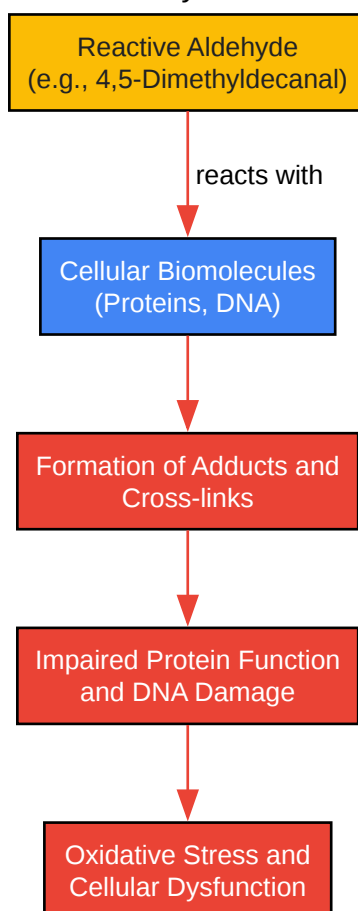 Reactive Aldehyde
(e.g., 4,5-Dimethyldecanal)
reacts with
Cellular Biomolecules
(Proteins, DNA)
Formation of Adducts and
Cross-links
Impaired Protein Function
and DNA Damage
Oxidative Stress and
Cellular Dysfunction